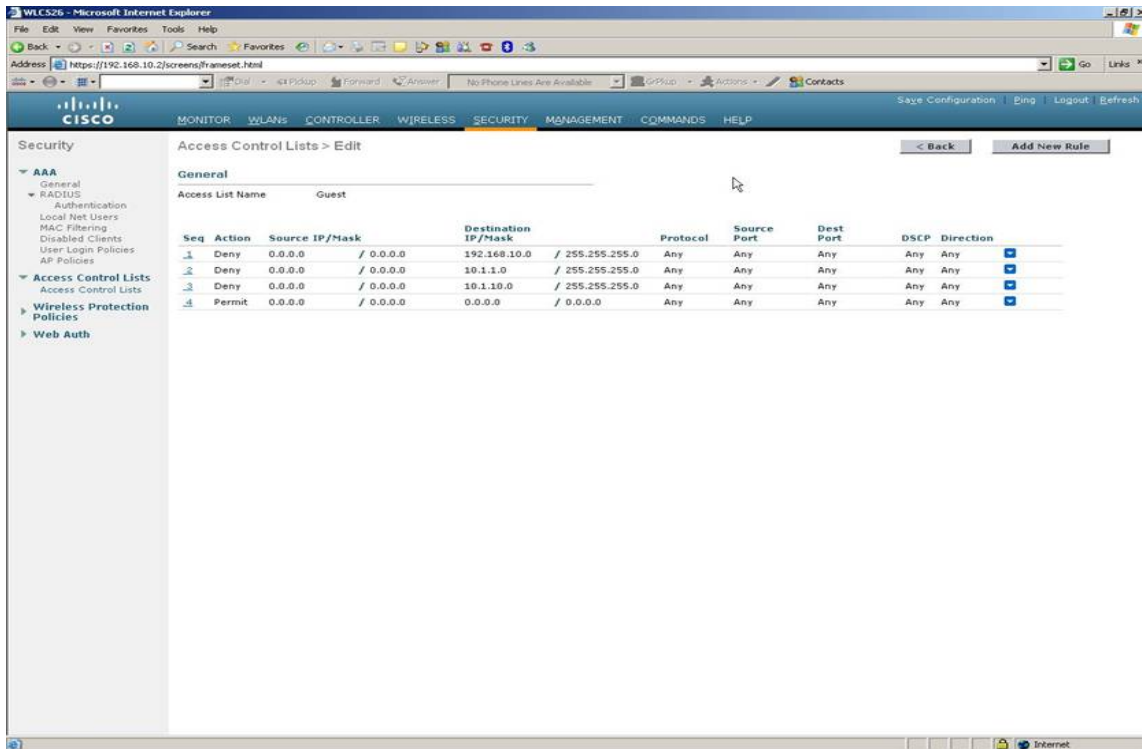 WLC526 - Microsoft Internet Explorer
File Edit View Favorites Tools Help
Back Search Favorites
Address https://192.168.10.2/screens/frameset.html Go Links
Dial Pickup Forward Answer No Phone Lines Are Available GrPkup Actions Contacts
Save Configuration Ping Logout Refresh
CISCO
MONITOR WLANs CONTROLLER WIRELESS SECURITY MANAGEMENT COMMANDS HELP
Security
AAA
General
RADIUS
Authentication
Local Net Users
MAC Filtering
Disabled Clients
User Login Policies
AP Policies
Access Control Lists
Access Control Lists
Wireless Protection
Policies
Web Auth
Access Control Lists > Edit
< Back Add New Rule
General
Access List Name Guest
Seq Action Source IP/Mask Destination IP/Mask Protocol Source Port Dest Port DSCP Direction
1 Deny 0.0.0.0 / 0.0.0.0 192.168.10.0 / 255.255.255.0 Any Any Any Any Any
2 Deny 0.0.0.0 / 0.0.0.0 10.1.1.0 / 255.255.255.0 Any Any Any Any Any
3 Deny 0.0.0.0 / 0.0.0.0 10.1.10.0 / 255.255.255.0 Any Any Any Any Any
4 Permit 0.0.0.0 / 0.0.0.0 0.0.0.0 / 0.0.0.0 Any Any Any Any Any
Internet